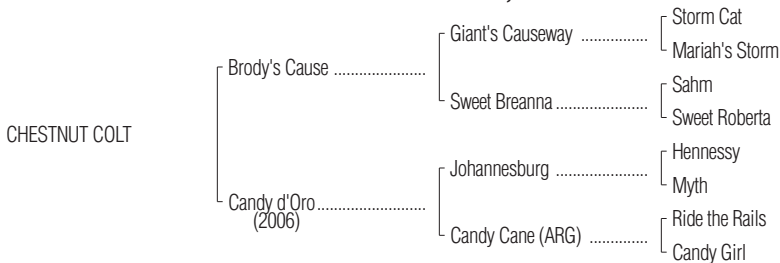 CHESTNUT COLT
Brody's Cause ......................
Candy d'Oro..........................
(2006)
Giant's Causeway ................
Sweet Breanna ....................
Johannesburg ....................
Candy Cane (ARG) ..............
Storm Cat
Mariah's Storm
Sahm
Sweet Roberta
Hennessy
Myth
Ride the Rails
Candy Girl